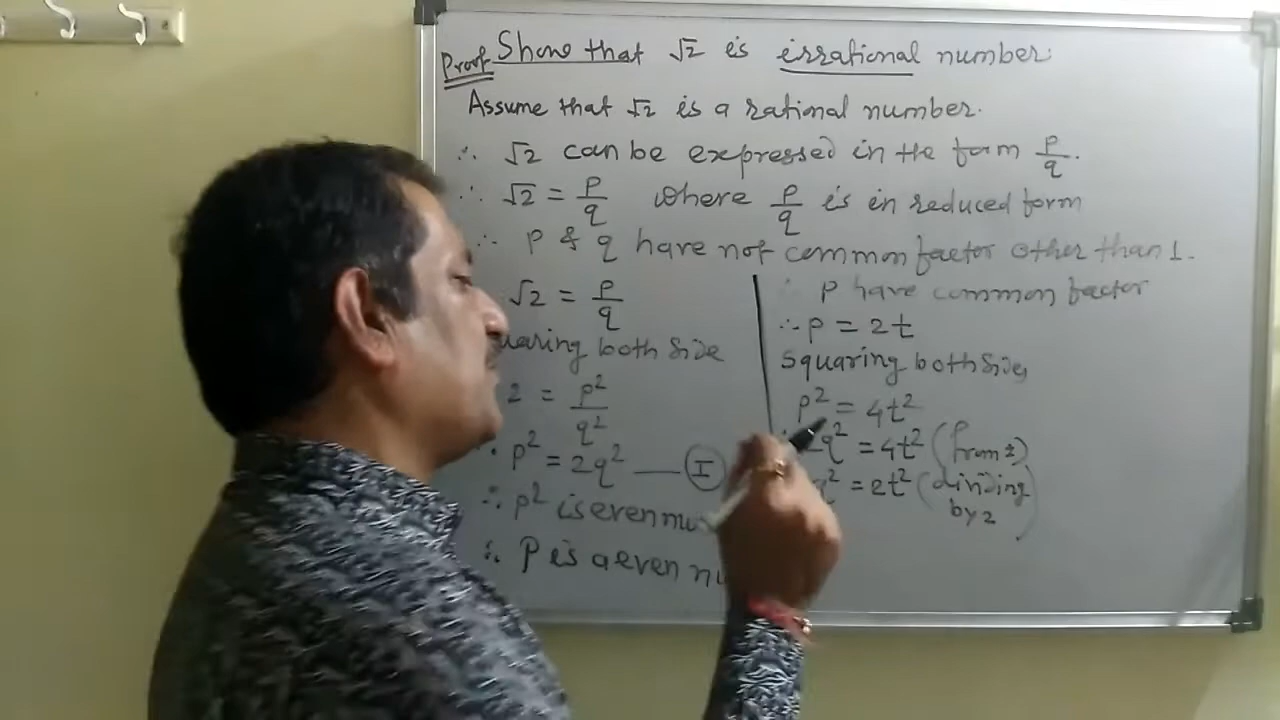 Proof Show that √2 is irrational number.
Assume that √2 is a rational number.
∴ √2 can be expressed in the form p/q.
∴ √2 = p/q where p/q is in reduced form
∴ p & q have not common factor other than 1.
√2 = p/q
both side
2 = p²/q²
∴ p² = 2q² — I
∴ p² is even
∴ P is a even
p have common factor
∴ p = 2t
squaring both side,
p² = 4t²
q² = 4t² (from
q² = 2t² (dividing
by 2)